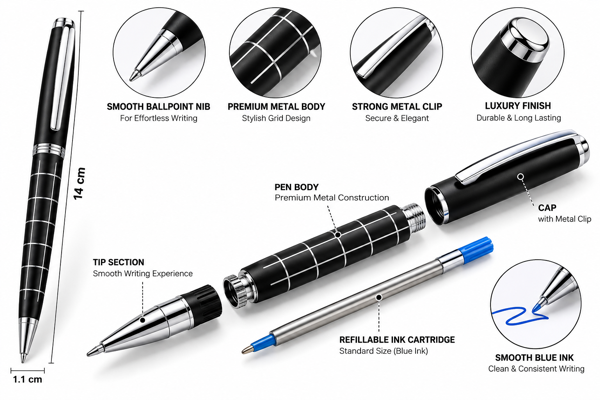 SMOOTH BALLPOINT NIB
For Effortless Writing
PREMIUM METAL BODY
Stylish Grid Design
STRONG METAL CLIP
Secure & Elegant
LUXURY FINISH
Durable & Long Lasting
14 cm
PEN BODY
Premium Metal Construction
CAP
with Metal Clip
TIP SECTION
Smooth Writing Experience
REFILLABLE INK CARTRIDGE
Standard Size (Blue Ink)
SMOOTH BLUE INK
Clean & Consistent Writing
1.1 cm